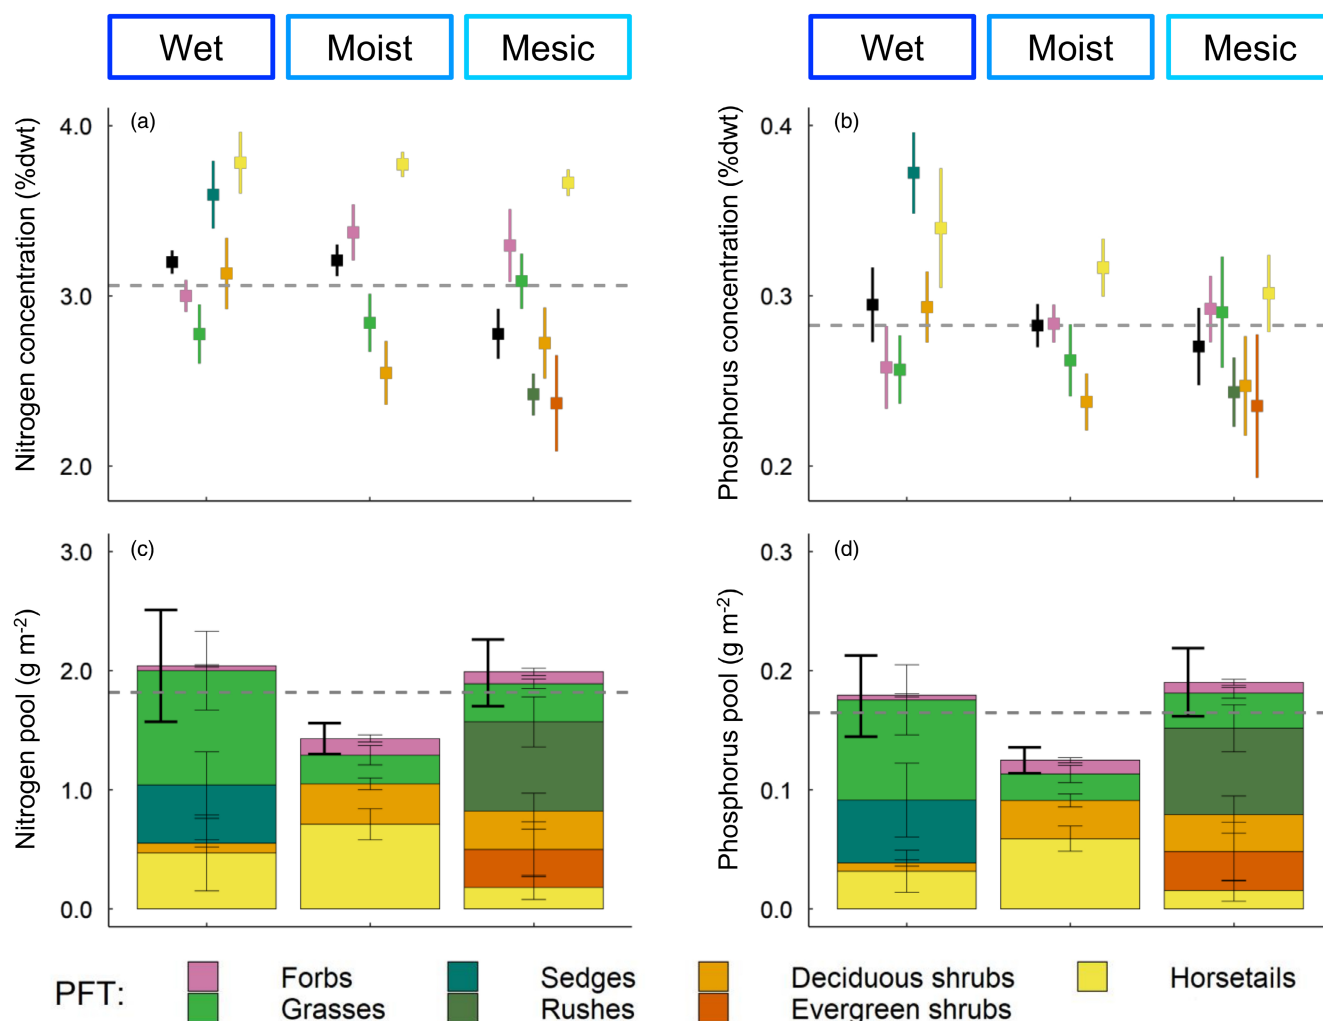 Wet Moist Mesic Wet Moist Mesic
(a) (b)
Nitrogen concentration (%dwt)
4.0
3.0
2.0
Phosphorus concentration (%dwt)
0.4
0.3
0.2
(c) (d)
Nitrogen pool (g m-2)
3.0
2.0
1.0
0.0
Phosphorus pool (g m-2)
0.3
0.2
0.1
0.0
PFT:
Forbs Sedges Deciduous shrubs Horsetails
Grasses Rushes Evergreen shrubs